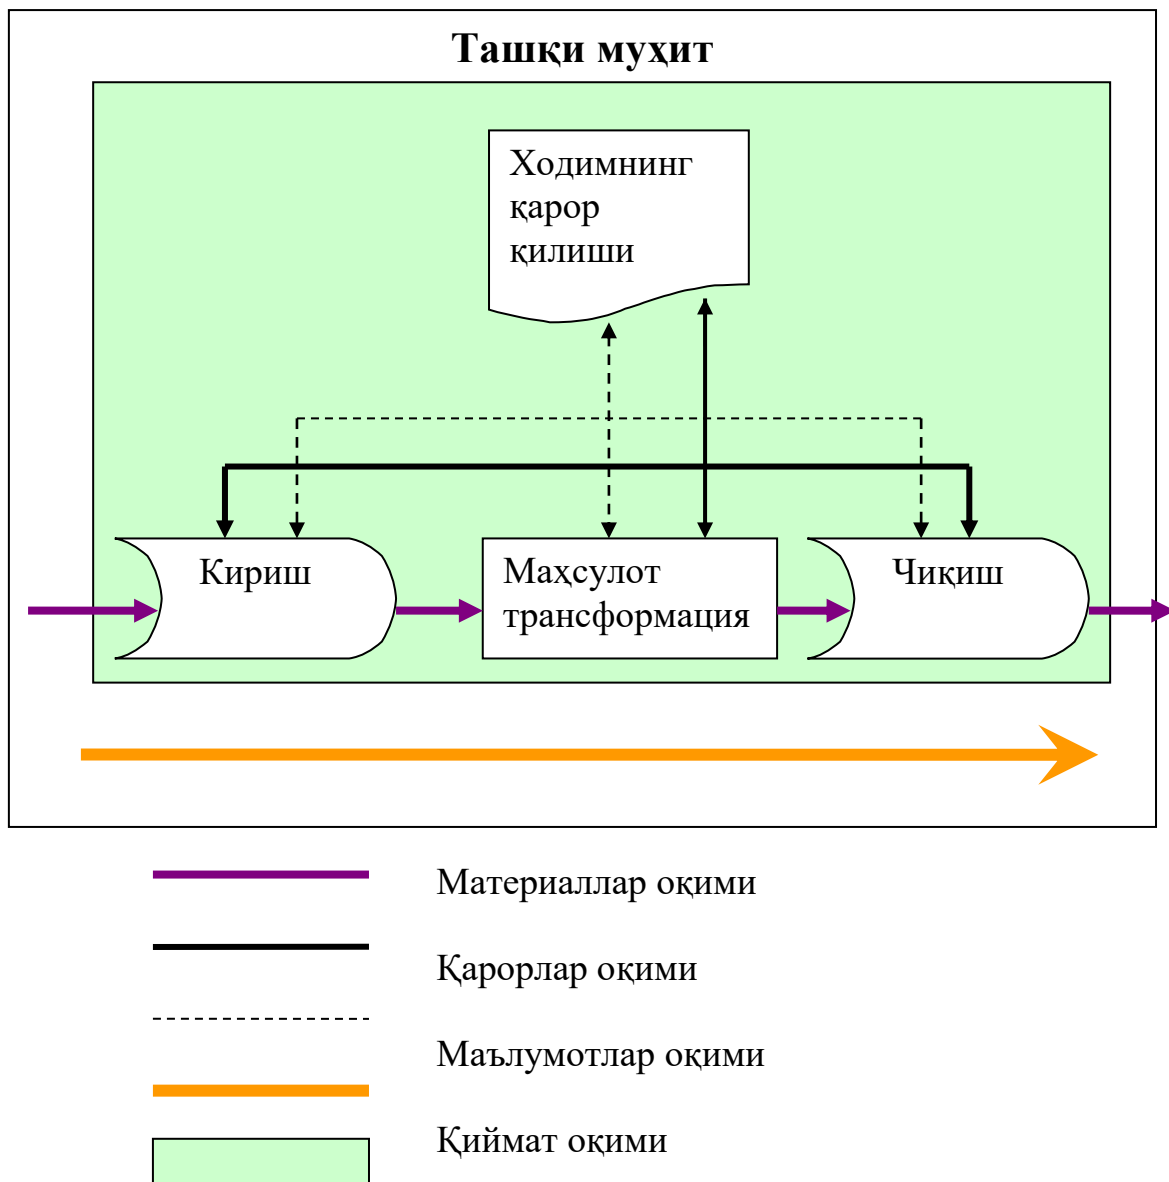 Ташқи муҳит
Ходимнинг
қарор
қилиши
Кириш
Маҳсулот
трансформация
Чиқиш
Материаллар оқими
Қарорлар оқими
Маълумотлар оқими
Қиймат оқими